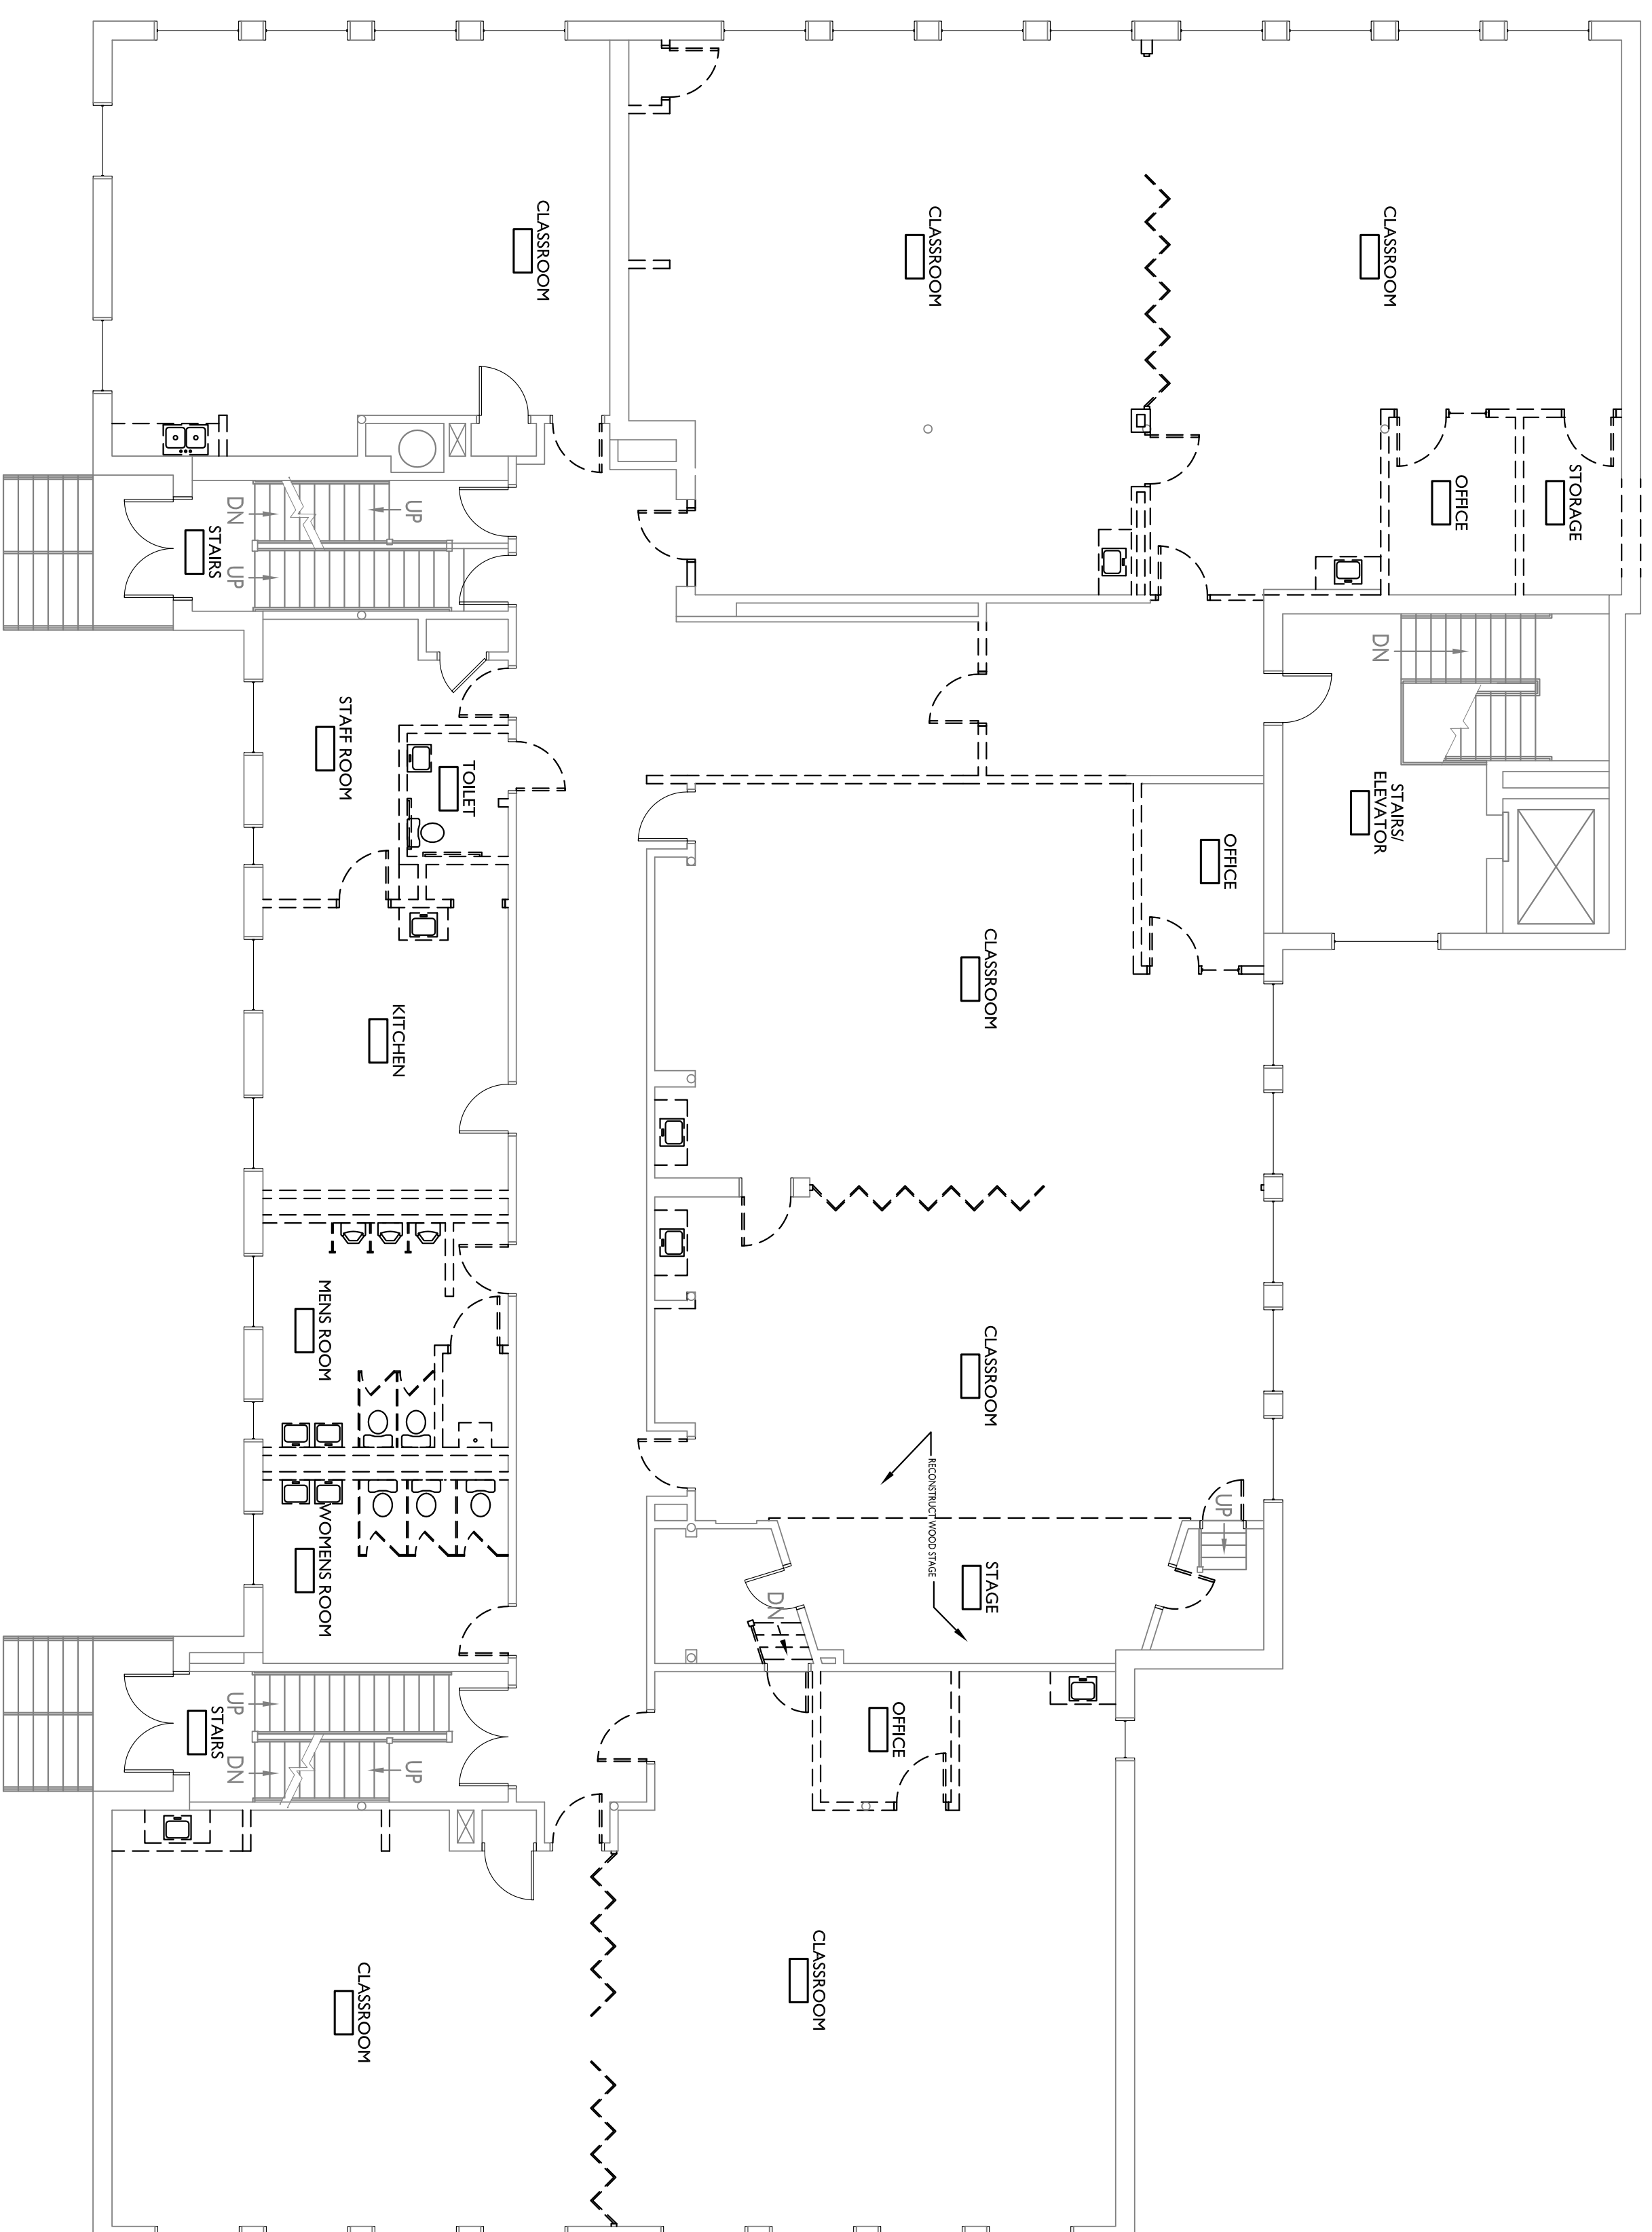 CLASSROOM
CLASSROOM
CLASSROOM
STORAGE
OFFICE
DN
UP
UP
STAIRS
DN
STAIRS/
ELEVATOR
STAFF ROOM
TOILET
OFFICE
KITCHEN
CLASSROOM
MENS ROOM
CLASSROOM
RECONSTRUCT WOOD STAGE
UP
WOMENS ROOM
STAGE
DN
UP
DN
UP
STAIRS
OFFICE
CLASSROOM
CLASSROOM